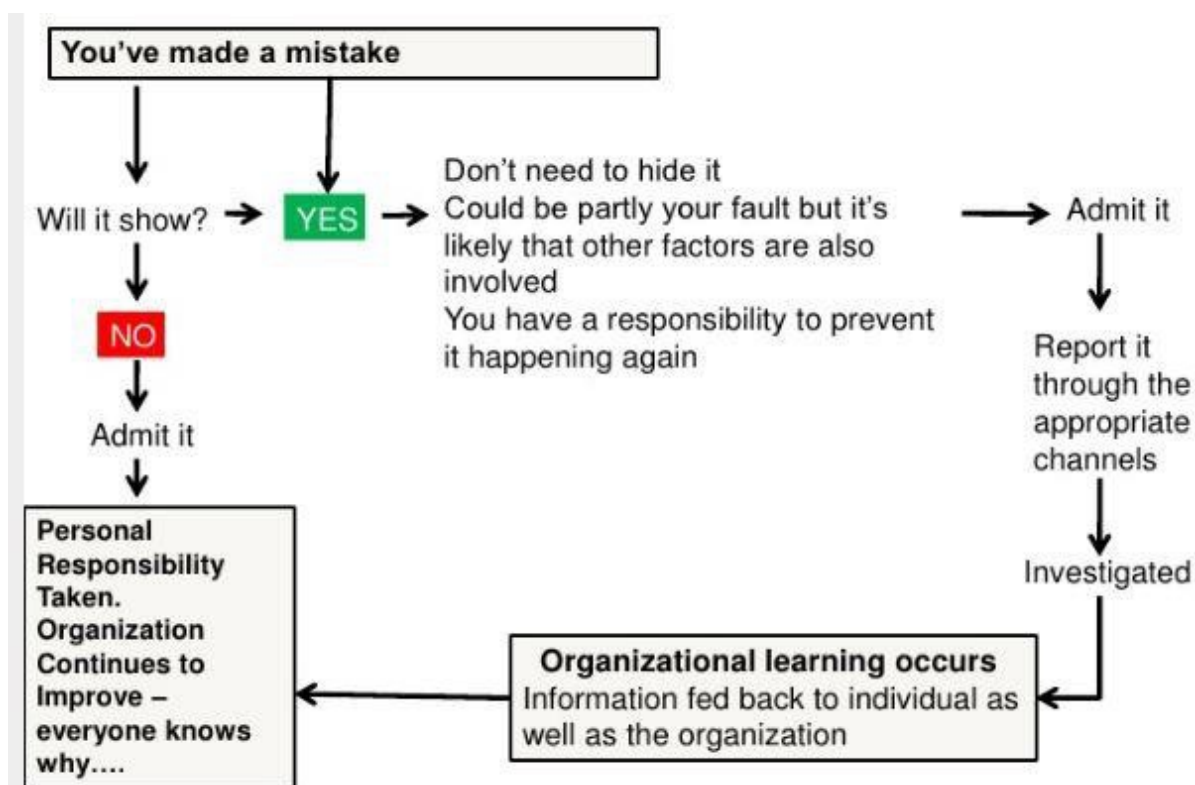 You've made a mistake
Will it show?
YES
Don't need to hide it
Could be partly your fault but it's
likely that other factors are also
involved
You have a responsibility to prevent
it happening again
Admit it
NO
Admit it
Report it
through the
appropriate
channels
Investigated
Organizational learning occurs
Information fed back to individual as
well as the organization
Personal
Responsibility
Taken.
Organization
Continues to
Improve –
everyone knows
why....